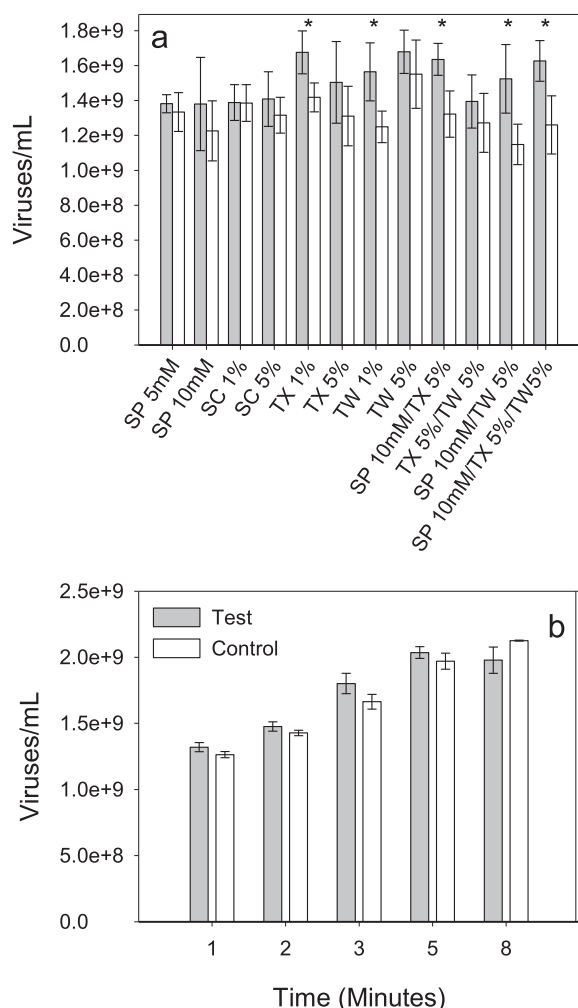 * * * * *
a
1.8e+9
1.6e+9
1.4e+9
1.2e+9
1.0e+9
8.0e+8
6.0e+8
4.0e+8
2.0e+8
0.0
Viruses/mL
SP 5mM
SP 10mM
SC 1%
SC 5%
TX 1%
TX 5%
TW 1%
TW 5%
SP 10mM/TX 5%
TX 5%/TW 5%
SP 10mM/TW 5%
SP 10mM/TX 5%/TW5%
b
Test
Control
2.5e+9
2.0e+9
1.5e+9
1.0e+9
5.0e+8
0.0
Viruses/mL
1 2 3 5 8
Time (Minutes)